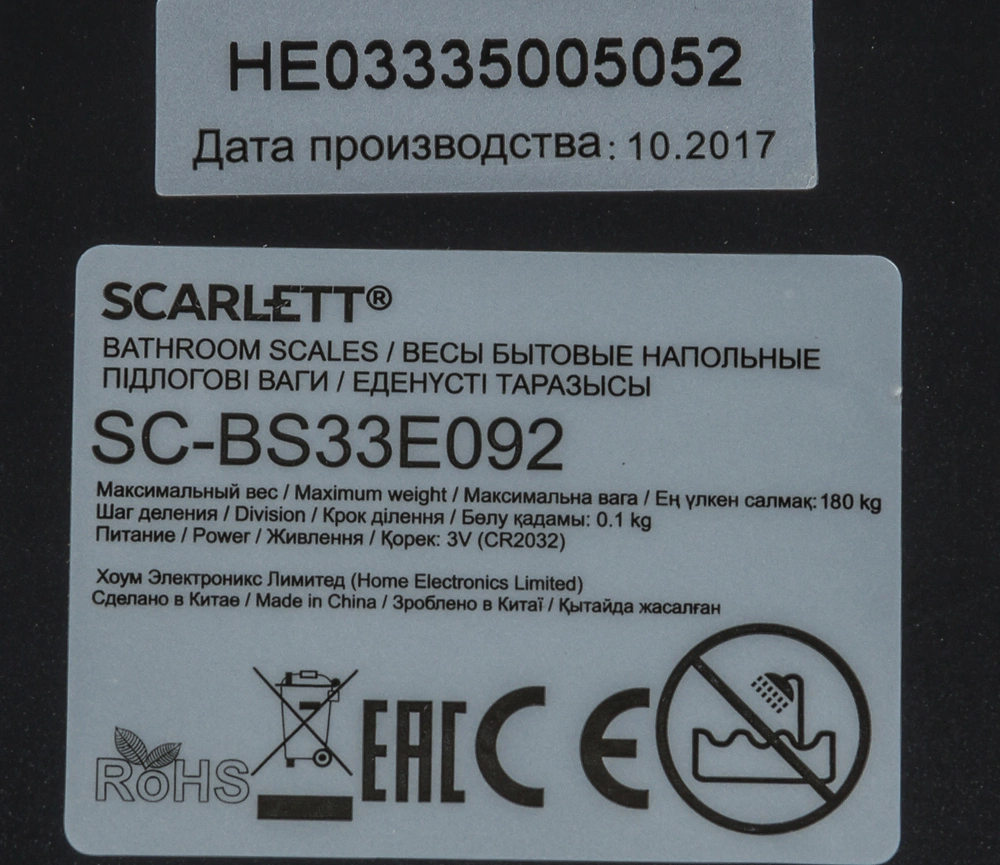 HE03335005052
Дата производства: 10.2017
SCARLETT®
BATHROOM SCALES / ВЕСЫ БЫТОВЫЕ НАПОЛЬНЫЕ
ПІДЛОГОВІ ВАГИ / ЕДЕНҮСТІ ТАРАЗЫСЫ
SC-BS33E092
Максимальный вес / Maximum weight / Максимальна вага / Ең үлкен салмақ: 180 kg
Шаг деления / Division / Крок ділення / Бөлу қадамы: 0.1 kg
Питание / Power / Живлення / Қорек: 3V (CR2032)
Хоум Электроникс Лимитед (Home Electronics Limited)
Сделано в Китае / Made in China / Зроблено в Китаї / Қытайда жасалған
RoHS EAC CE